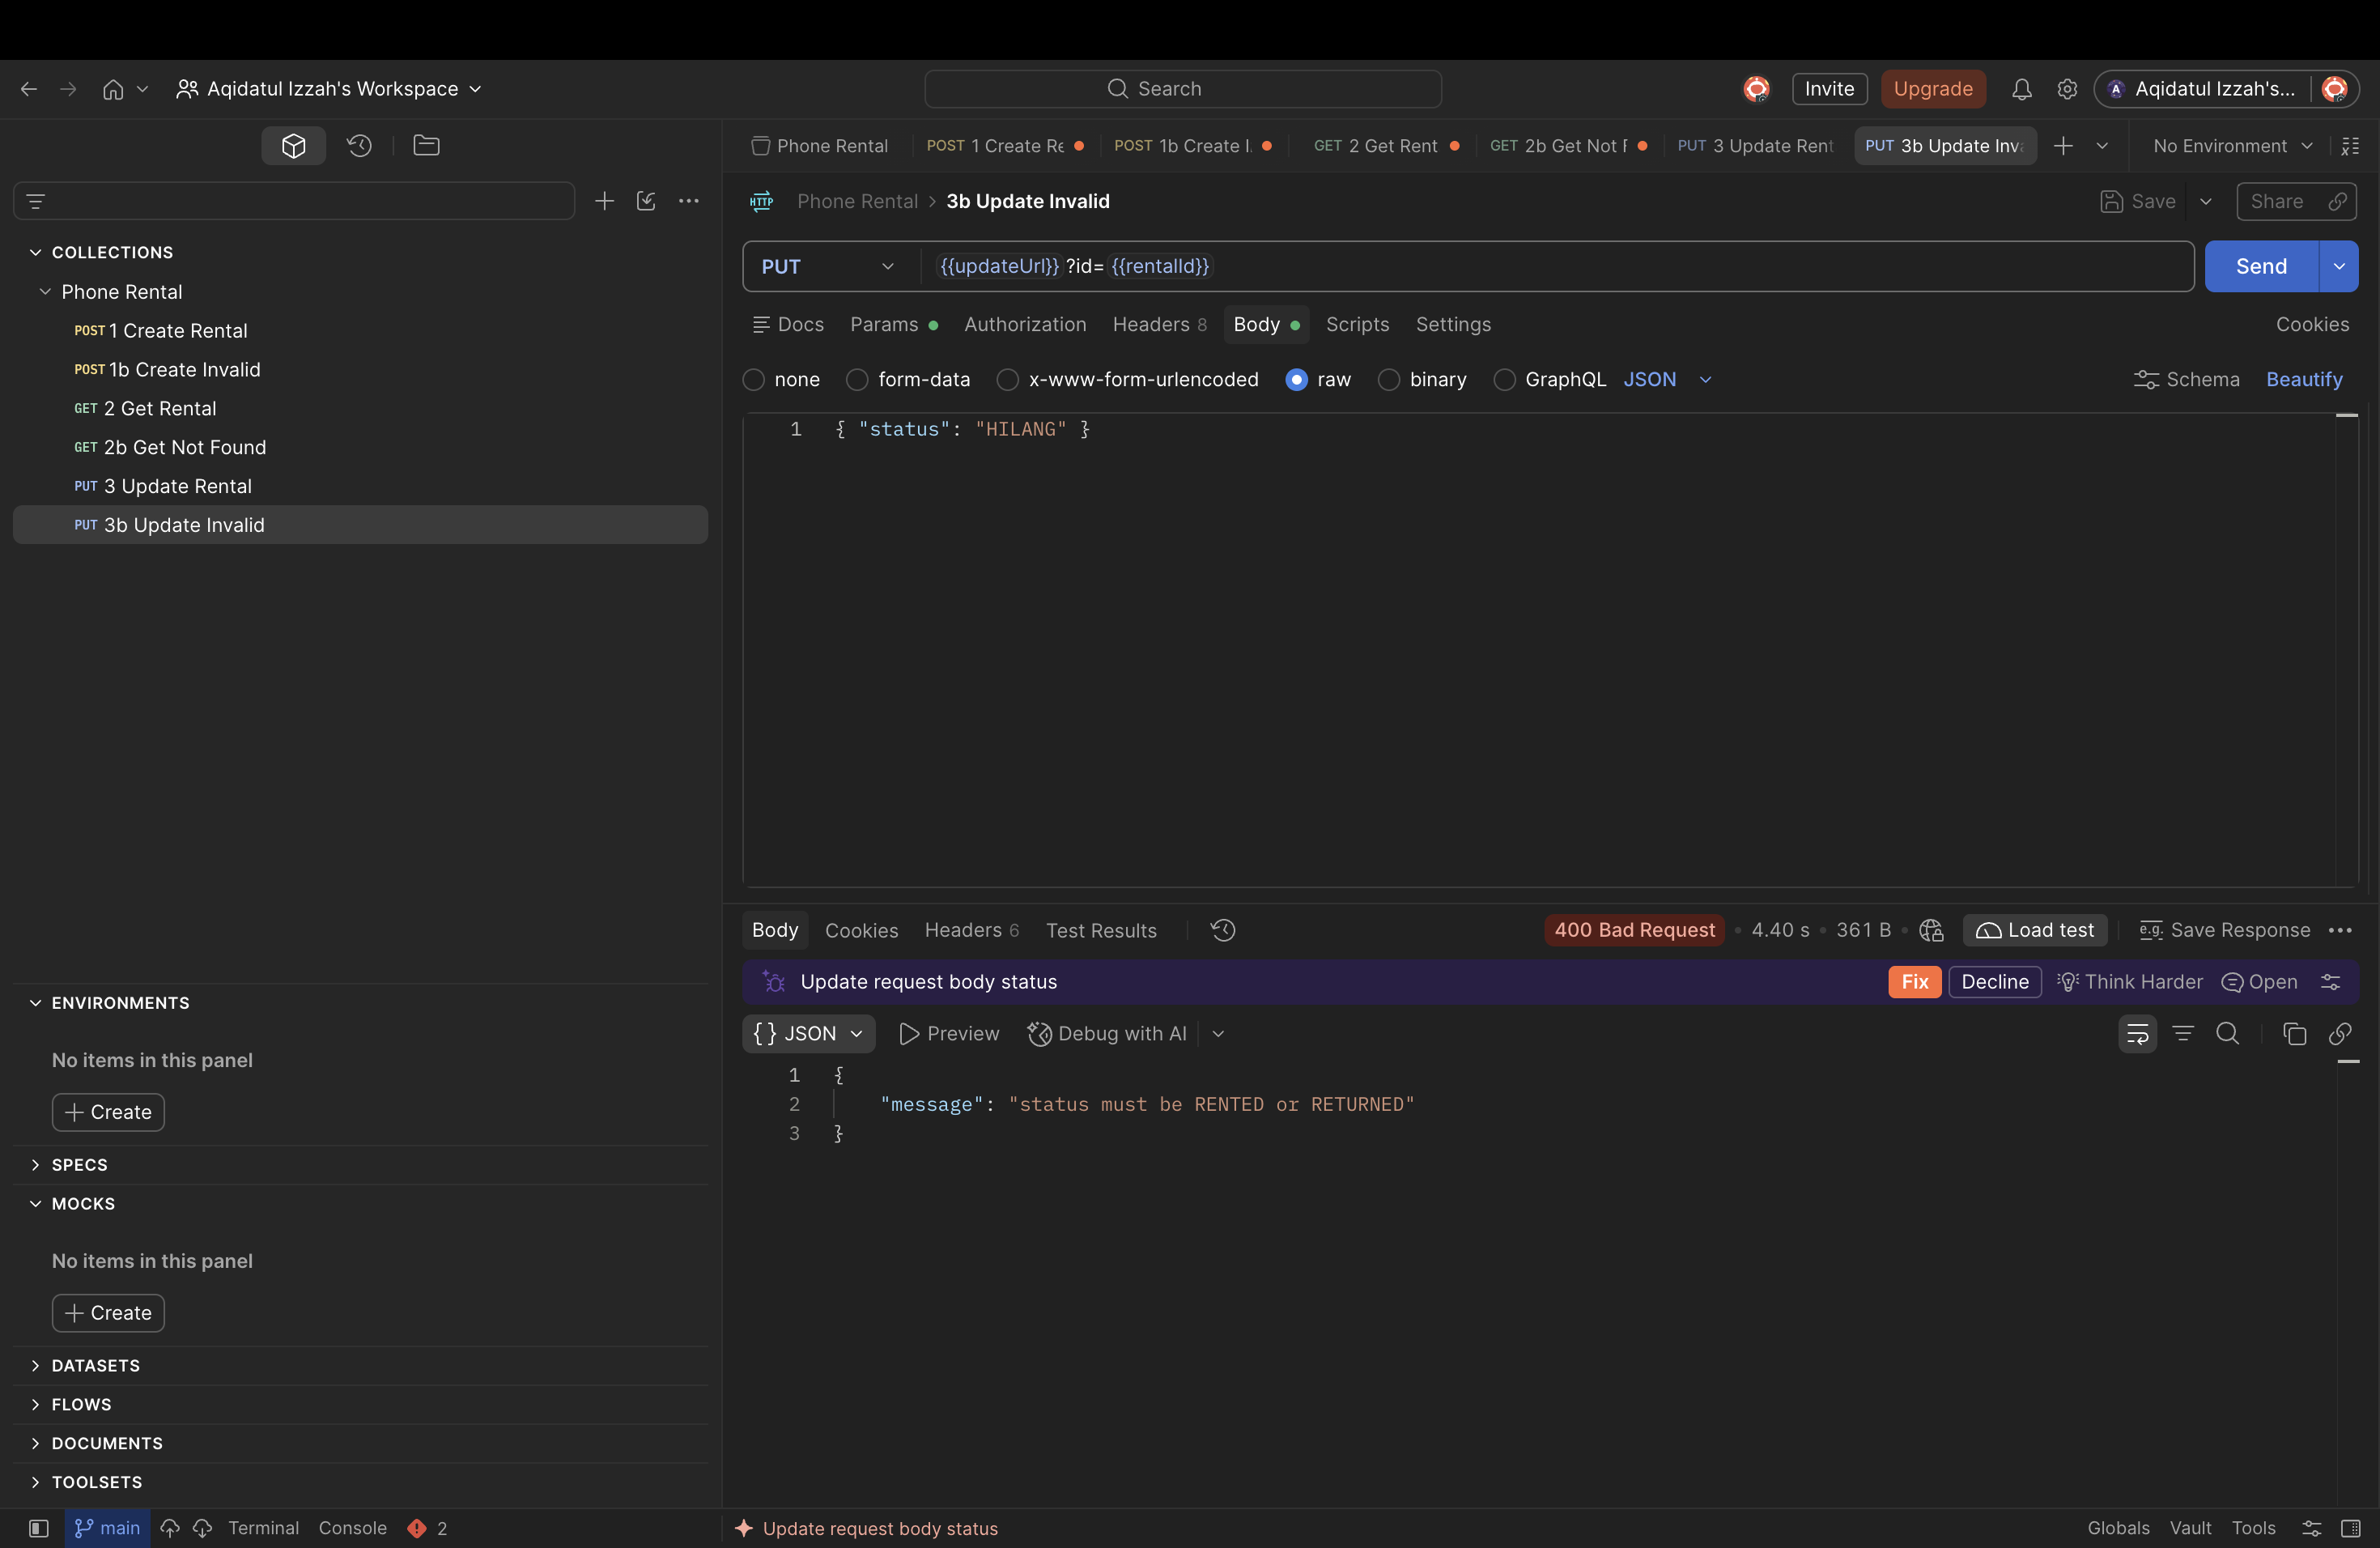 Aqidatul Izzah's Workspace
Search
Invite
Upgrade
A
Aqidatul Izzah's...
Phone Rental
POST 1 Create Re
POST 1b Create I.
GET 2 Get Rent
GET 2b Get Not F
PUT 3 Update Rent
PUT 3b Update Inva
No Environment
COLLECTIONS
Phone Rental
POST 1 Create Rental
POST 1b Create Invalid
GET 2 Get Rental
GET 2b Get Not Found
PUT 3 Update Rental
PUT 3b Update Invalid
ENVIRONMENTS
No items in this panel
Create
SPECS
MOCKS
No items in this panel
Create
DATASETS
FLOWS
DOCUMENTS
TOOLSETS
HTTP
Phone Rental > 3b Update Invalid
Save
Share
PUT
{{updateUrl}}?id={{rentalId}}
Send
Docs Params Authorization Headers 8 Body Scripts Settings
Cookies
none form-data x-www-form-urlencoded raw binary GraphQL JSON
Schema Beautify
1 { "status": "HILANG" }
Body Cookies Headers 6 Test Results
400 Bad Request • 4.40 s • 361 B
Load test
e.g. Save Response
Update request body status
Fix Decline Think Harder Open
{} JSON Preview Debug with AI
1 {
2 "message": "status must be RENTED or RETURNED"
3 }
main Terminal Console 2
Update request body status
Globals Vault Tools